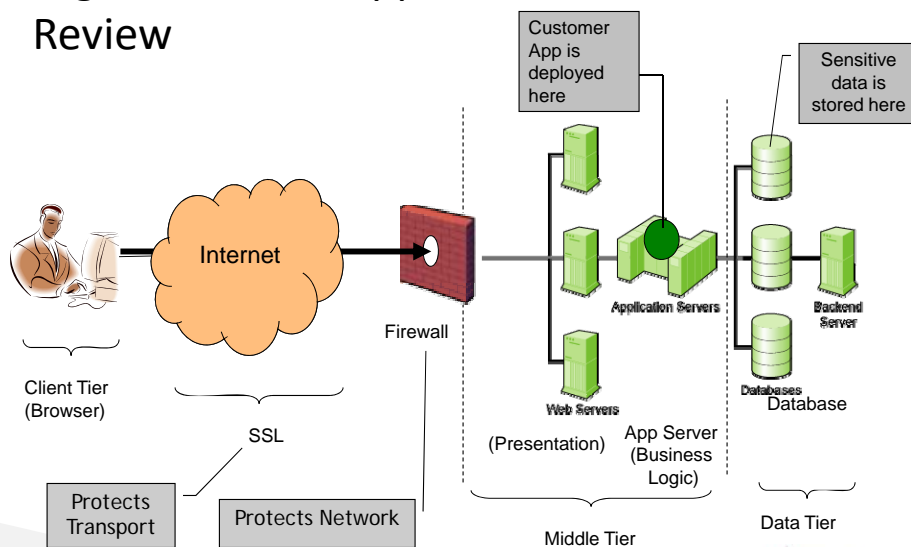 Review
Customer
App is
deployed
here
Sensitive
data is
stored here
Internet
Firewall
Application Servers
Backend
Server
Client Tier
(Browser)
SSL
Web Servers
Databases
Database
(Presentation)
App Server
(Business
Logic)
Protects
Transport
Protects Network
Middle Tier
Data Tier